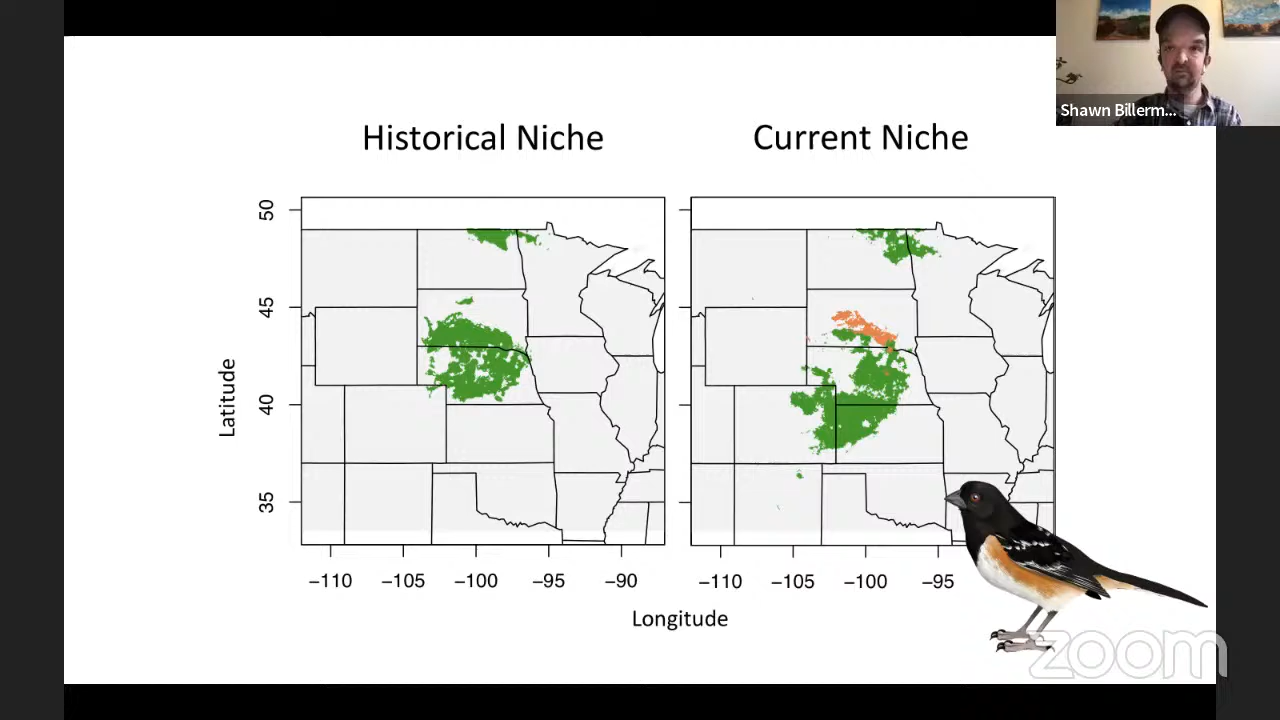 Shawn Billerm...
Historical Niche
Current Niche
50
45
40
35
Latitude
−110 −105 −100 −95 −90
−110 −105 −100 −95
Longitude
zoom